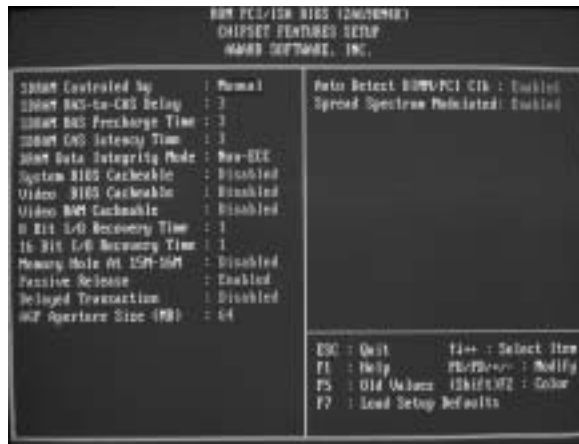 ROM PCI/ISA BIOS (2A69KM4X)
CHIPSET FEATURES SETUP
AWARD SOFTWARE, INC.
SDRAM Controled by : Manual
SDRAM RAS-to-CAS Delay : 3
SDRAM RAS Precharge Time : 3
SDRAM CAS latency Time : 3
DRAM Data Integrity Mode : Non-ECC
System BIOS Cacheable : Disabled
Video BIOS Cacheable : Disabled
Video RAM Cacheable : Disabled
8 Bit I/O Recovery Time : 1
16 Bit I/O Recovery Time : 1
Memory Hole At 15M-16M : Disabled
Passive Release : Enabled
Delayed Transaction : Disabled
AGP Aperture Size (MB) : 64
Auto Detect DIMM/PCI Clk : Enabled
Spread Spectrum Modulated: Enabled
ESC : Quit ↑↓→← : Select Item
F1 : Help PU/PD/+/- : Modify
F5 : Old Values (Shift)F2 : Color
F7 : Load Setup Defaults